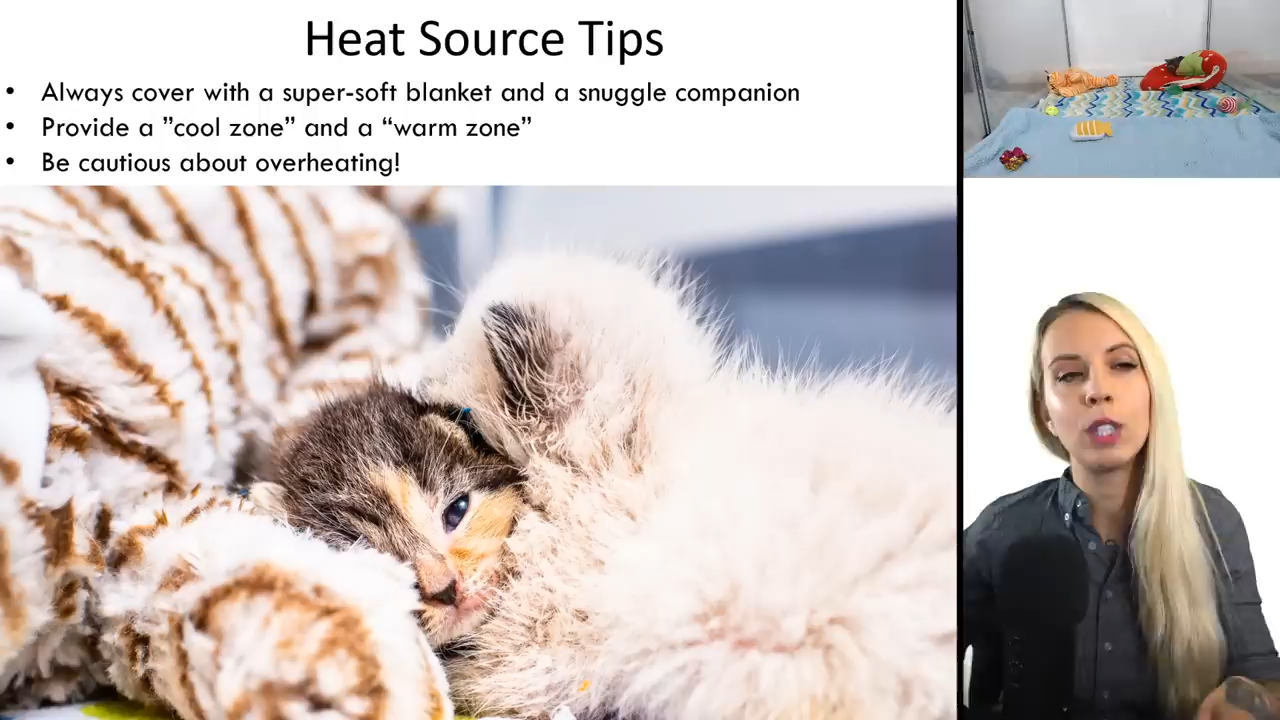 Heat Source Tips
• Always cover with a super-soft blanket and a snuggle companion
• Provide a ”cool zone” and a “warm zone”
• Be cautious about overheating!